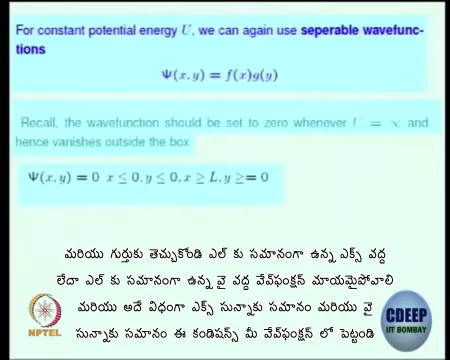 For constant potential energy U, we can again use seperable wavefunc-
tions
Ψ(x, y) = f(x)g(y)
Recall, the wavefunction should be set to zero whenever U = ∞ and
hence vanishes outside the box
Ψ(x, y) = 0 x ≤ 0, y ≤ 0, x ≥ L, y >= 0
మరియు గుర్తుకు తెచ్చుకోండి ఎల్ కు సమానంగా ఉన్న ఎక్స్ వద్ద
లేదా ఎల్ కు సమానంగా ఉన్న వై వద్ద వేవ్‌ఫంక్షన్ మాయమైపోవాలి
మరియు అదే విధంగా ఎక్స్ సున్నాకు సమానం మరియు వై
సున్నాకు సమానం ఈ కండిషన్స్ మీ వేవ్‌ఫంక్షన్ లో పెట్టండి
NPTEL
CDEEP
IIT BOMBAY